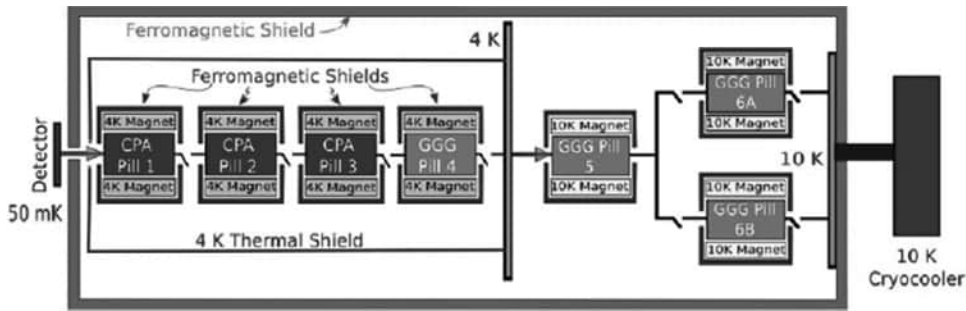 Ferromagnetic Shield
4 K
Ferromagnetic Shields
4K Magnet
CPA
Pill 1
4K Magnet
4K Magnet
CPA
Pill 2
4K Magnet
4K Magnet
CPA
Pill 3
4K Magnet
4K Magnet
GGG
Pill 4
4K Magnet
10K Magnet
GGG Pill
5
10K Magnet
10K Magnet
GGG Pill
6A
10K Magnet
10K Magnet
GGG Pill
6B
10K Magnet
10 K
Detector
50 mK
4 K Thermal Shield
10 K
Cryocooler